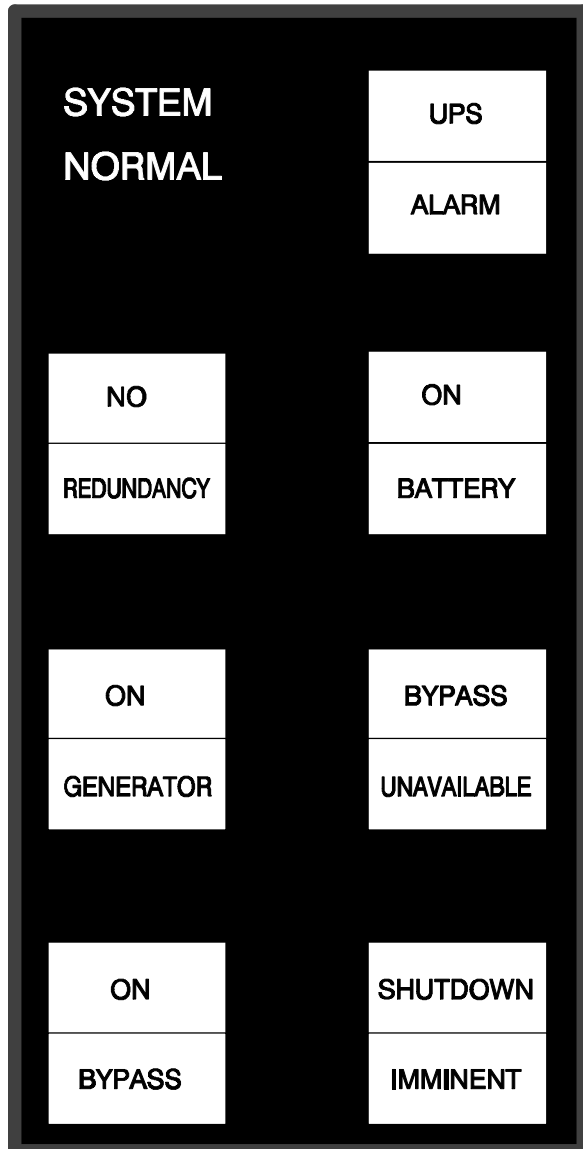 SYSTEM
NORMAL
UPS
ALARM
NO
REDUNDANCY
ON
BATTERY
ON
GENERATOR
BYPASS
UNAVAILABLE
ON
BYPASS
SHUTDOWN
IMMINENT